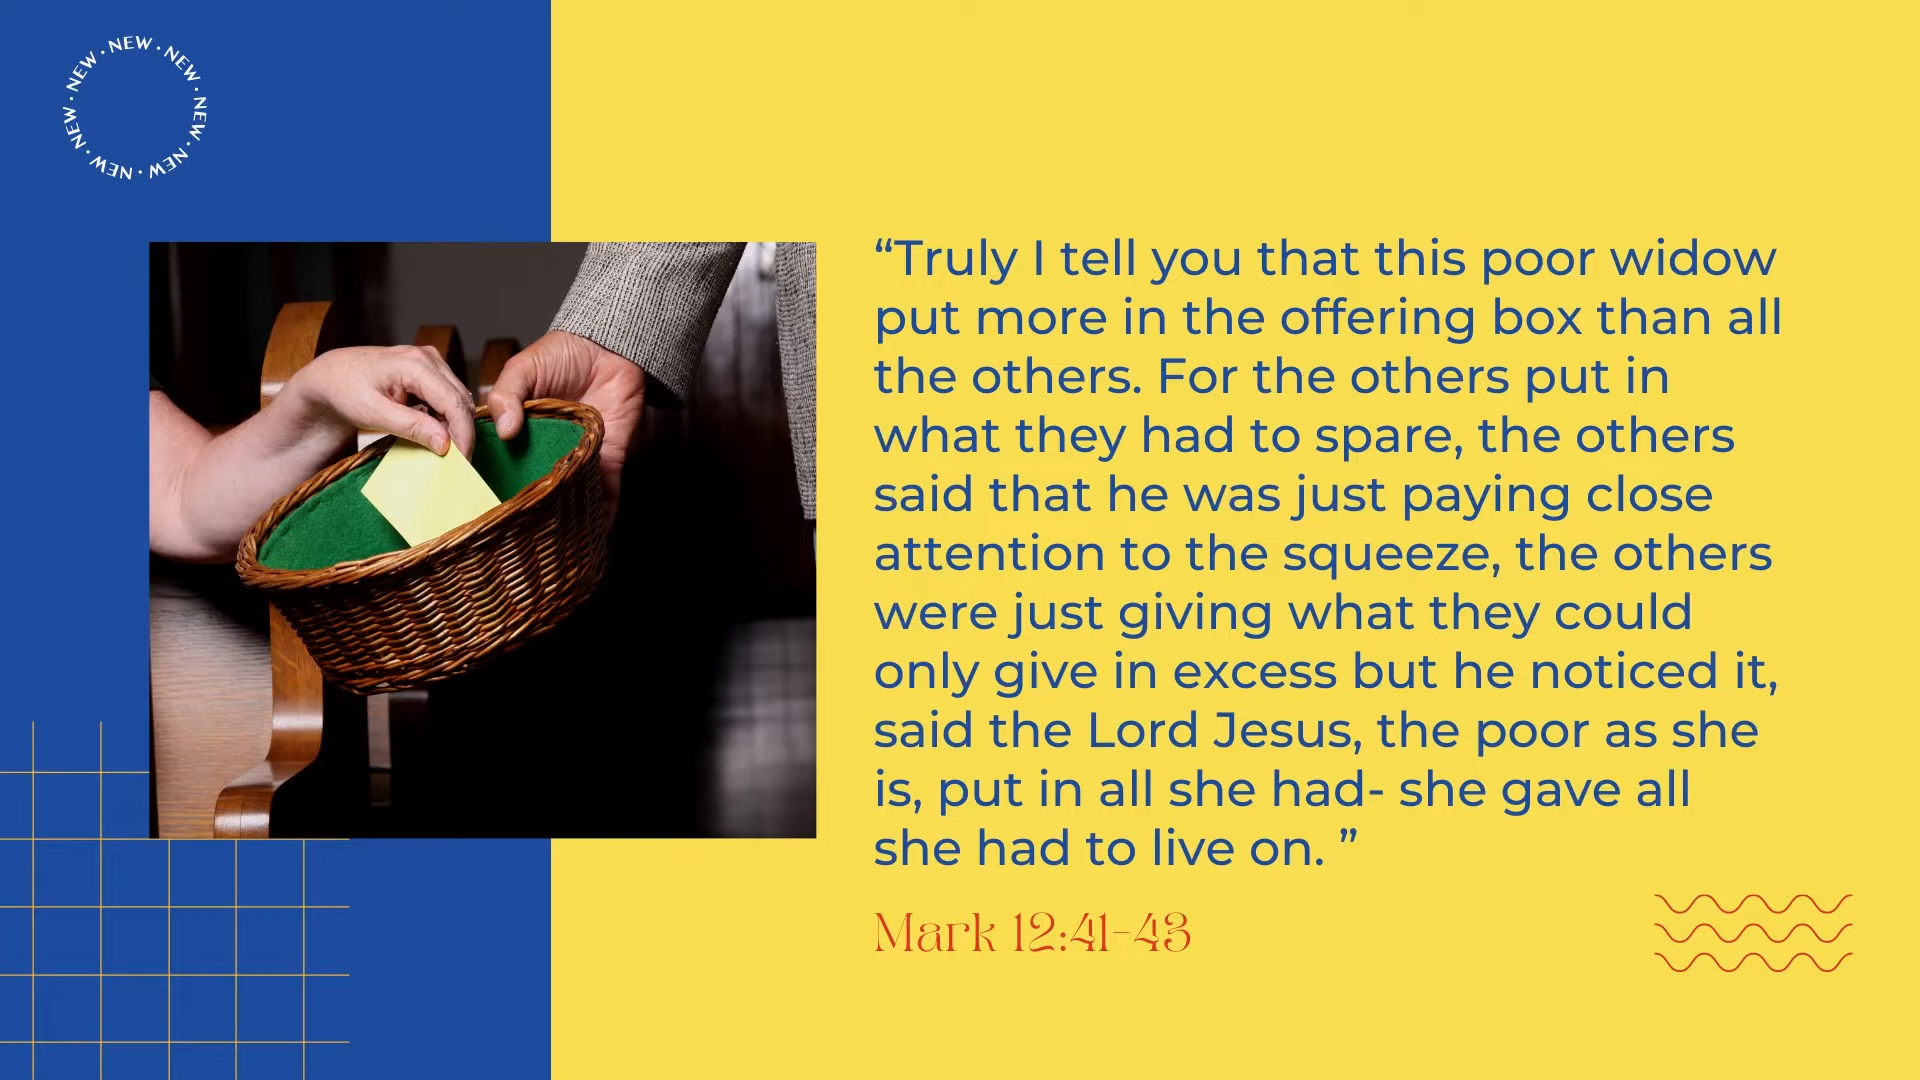 NEW · NEW · NEW · NEW · NEW · NEW · NEW · NEW ·
“Truly I tell you that this poor widow
put more in the offering box than all
the others. For the others put in
what they had to spare, the others
said that he was just paying close
attention to the squeeze, the others
were just giving what they could
only give in excess but he noticed it,
said the Lord Jesus, the poor as she
is, put in all she had- she gave all
she had to live on. ”
Mark 12:41-43